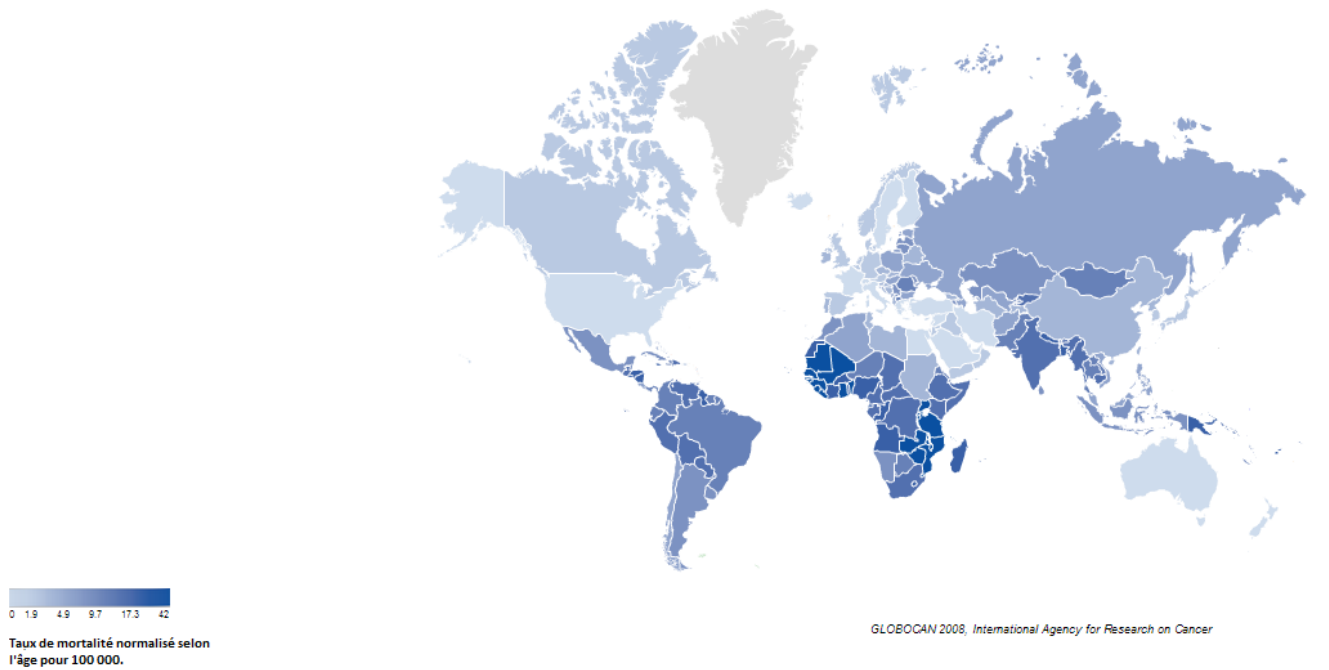 0 1.9 4.9 9.7 17.3 42
Taux de mortalité normalisé selon
l'âge pour 100 000.
GLOBOCAN 2008, International Agency for Research on Cancer